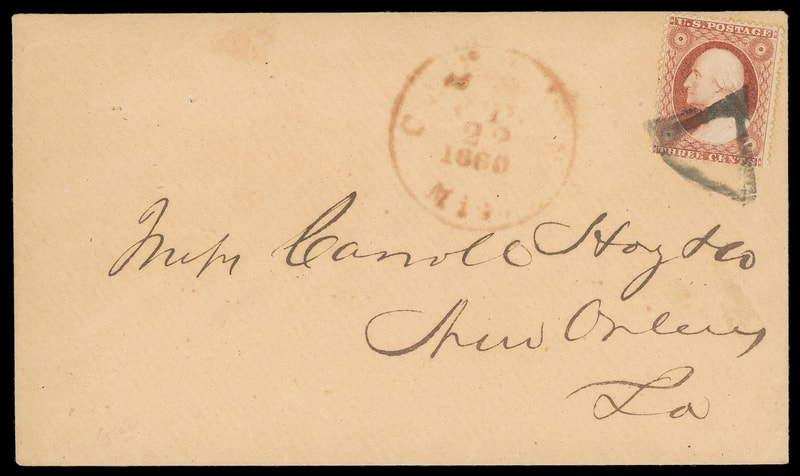 U.S. POSTAGE
THREE CENTS
1860
Messrs Carroll Hoy & Co
New Orleans
La